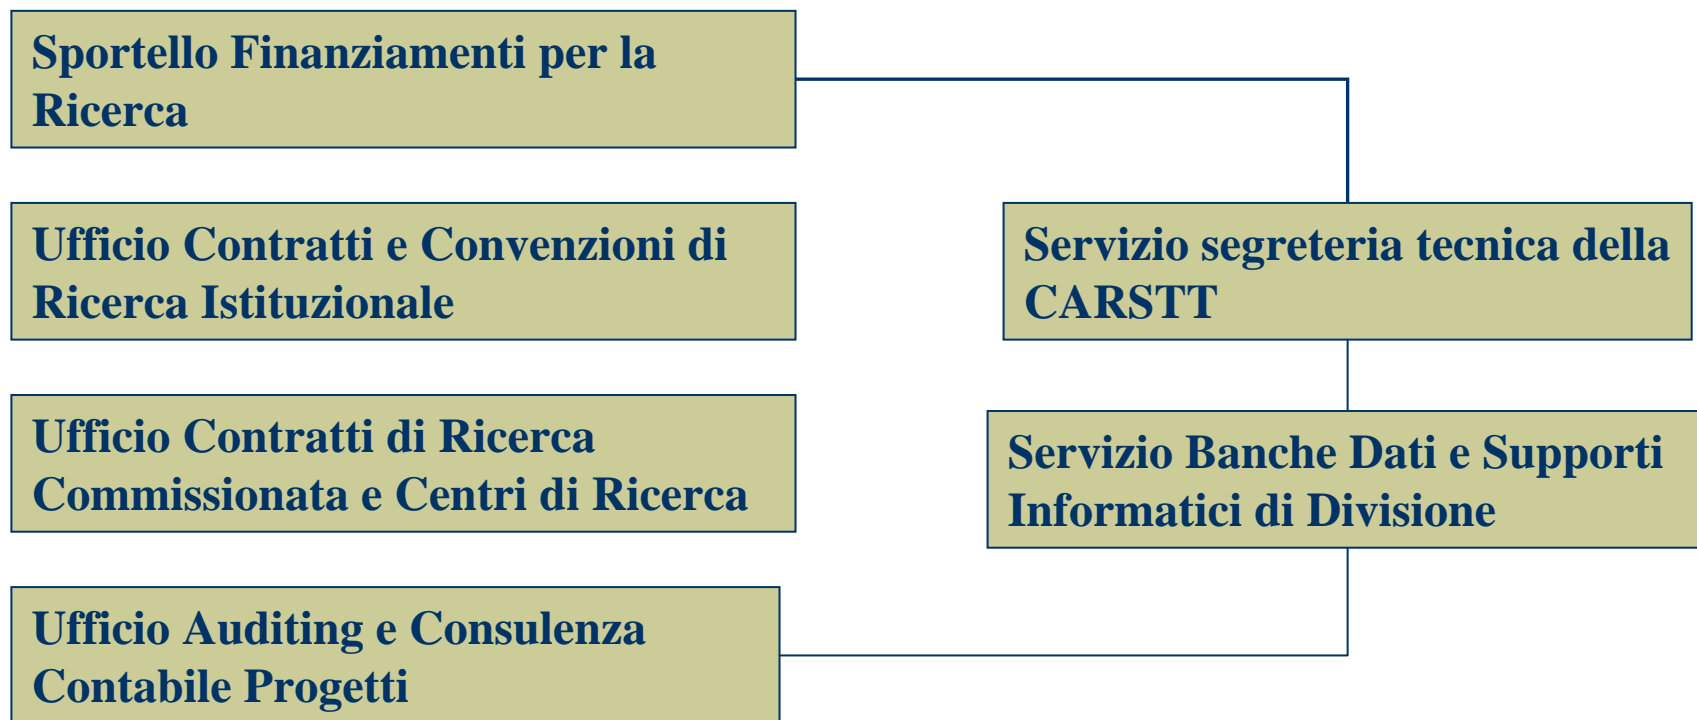 Sportello Finanziamenti per la
Ricerca
Ufficio Contratti e Convenzioni di
Ricerca Istituzionale
Servizio segreteria tecnica della
CARSTT
Ufficio Contratti di Ricerca
Commissionata e Centri di Ricerca
Servizio Banche Dati e Supporti
Informatici di Divisione
Ufficio Auditing e Consulenza
Contabile Progetti